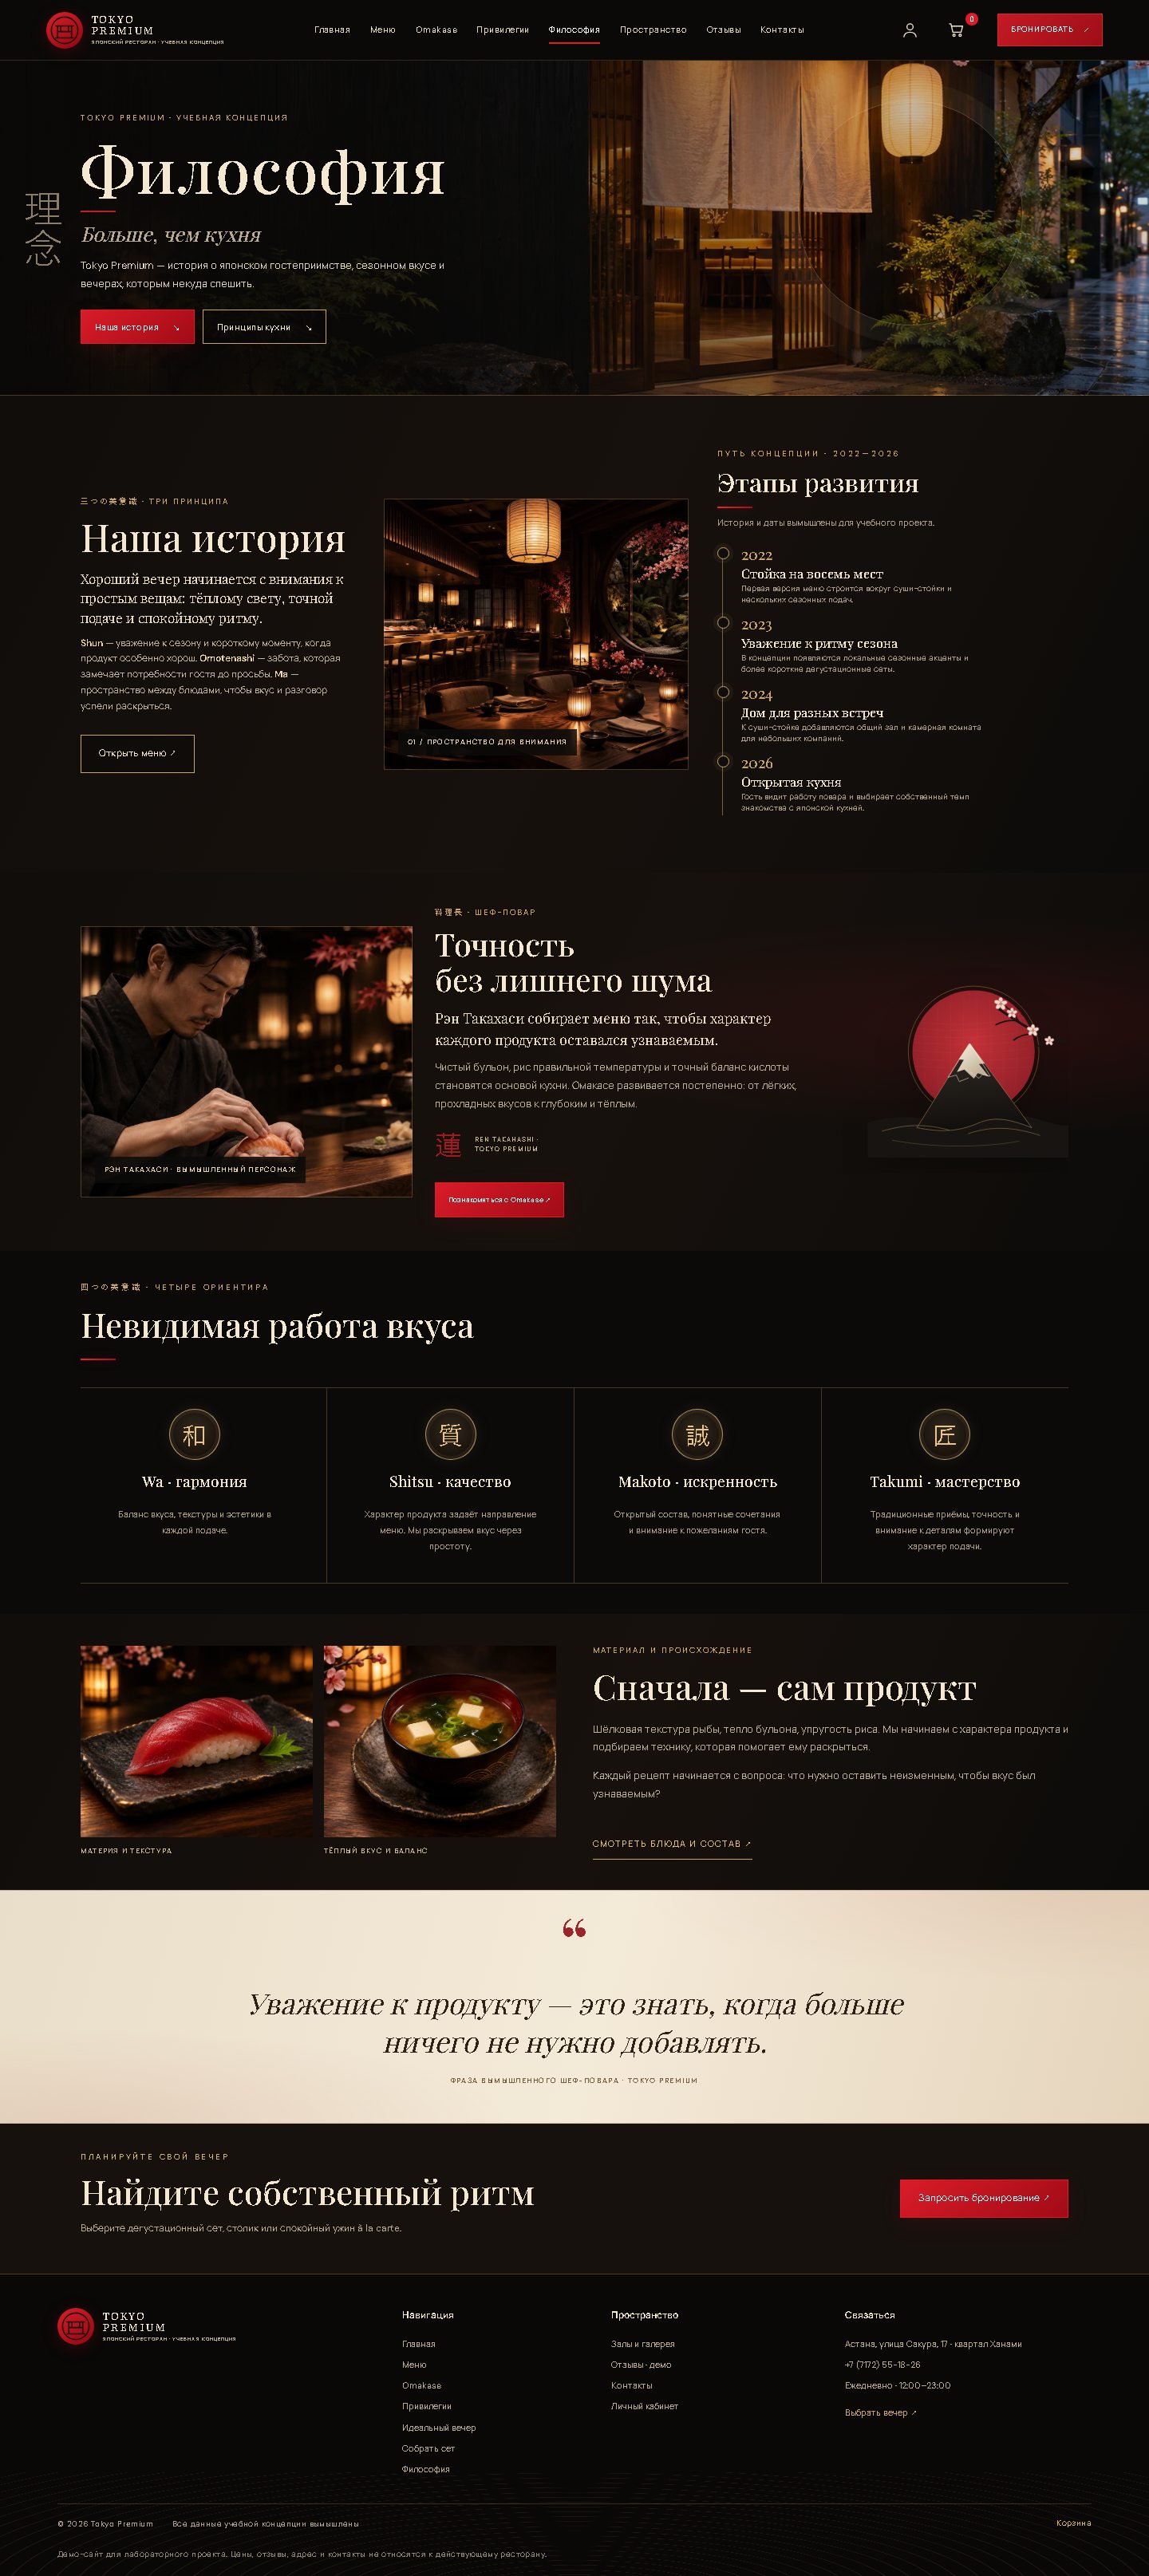 TOKYO
PREMIUM
ЯПОНСКИЙ РЕСТОРАН · УЧЕБНАЯ КОНЦЕПЦИЯ
Главная
Меню
Omakase
Привилегии
Философия
Пространство
Отзывы
Контакты
0
БРОНИРОВАТЬ ↗
TOKYO PREMIUM · УЧЕБНАЯ КОНЦЕПЦИЯ
Философия
理念
Больше, чем кухня
Tokyo Premium — история о японском гостеприимстве, сезонном вкусе и
вечерах, которым некуда спешить.
Наша история ↘
Принципы кухни ↘
三つの美意識 · ТРИ ПРИНЦИПА
Наша история
Хороший вечер начинается с внимания к
простым вещам: тёплому свету, точной
подаче и спокойному ритму.
Shun — уважение к сезону и короткому моменту, когда
продукт особенно хорош. Omotenashi — забота, которая
замечает потребности гостя до просьбы. Ma —
пространство между блюдами, чтобы вкус и разговор
успели раскрыться.
Открыть меню ↗
01 / ПРОСТРАНСТВО ДЛЯ ВНИМАНИЯ
ПУТЬ КОНЦЕПЦИИ · 2022—2026
Этапы развития
История и даты вымышлены для учебного проекта.
2022
Стойка на восемь мест
Первая версия меню строится вокруг суши-стойки и
нескольких сезонных подач.
2023
Уважение к ритму сезона
В концепции появляются локальные сезонные акценты и
более короткие дегустационные сеты.
2024
Дом для разных встреч
К суши-стойке добавляются общий зал и камерная комната
для небольших компаний.
2026
Открытая кухня
Гость видит работу повара и выбирает собственный темп
знакомства с японской кухней.
料理長 · ШЕФ-ПОВАР
Точность
без лишнего шума
Рэн Такахаси собирает меню так, чтобы характер
каждого продукта оставался узнаваемым.
Чистый бульон, рис правильной температуры и точный баланс кислоты
становятся основой кухни. Омакасе развивается постепенно: от лёгких,
прохладных вкусов к глубоким и тёплым.
蓮
REN TAKAHASHI ·
TOKYO PREMIUM
Познакомиться с Omakase ↗
РЭН ТАКАХАСИ · ВЫМЫШЛЕННЫЙ ПЕРСОНАЖ
四つの美意識 · ЧЕТЫРЕ ОРИЕНТИРА
Невидимая работа вкуса
和
Wa · гармония
Баланс вкуса, текстуры и эстетики в
каждой подаче.
質
Shitsu · качество
Характер продукта задаёт направление
меню. Мы раскрываем вкус через
простоту.
誠
Makoto · искренность
Открытый состав, понятные сочетания
и внимание к пожеланиям гостя.
匠
Takumi · мастерство
Традиционные приёмы, точность и
внимание к деталям формируют
характер подачи.
МАТЕРИЯ И ТЕКСТУРА
ТЁПЛЫЙ ВКУС И БАЛАНС
МАТЕРИАЛ И ПРОИСХОЖДЕНИЕ
Сначала — сам продукт
Шёлковая текстура рыбы, тепло бульона, упругость риса. Мы начинаем с характера продукта и
подбираем технику, которая помогает ему раскрыться.
Каждый рецепт начинается с вопроса: что нужно оставить неизменным, чтобы вкус был
узнаваемым?
СМОТРЕТЬ БЛЮДА И СОСТАВ ↗
“
Уважение к продукту — это знать, когда больше
ничего не нужно добавлять.
ФРАЗА ВЫМЫШЛЕННОГО ШЕФ-ПОВАРА · TOKYO PREMIUM
ПЛАНИРУЙТЕ СВОЙ ВЕЧЕР
Найдите собственный ритм
Выберите дегустационный сет, столик или спокойный ужин à la carte.
Запросить бронирование ↗
TOKYO
PREMIUM
ЯПОНСКИЙ РЕСТОРАН · УЧЕБНАЯ КОНЦЕПЦИЯ
Навигация
Главная
Меню
Omakase
Привилегии
Идеальный вечер
Собрать сет
Философия
Пространство
Залы и галерея
Отзывы · демо
Контакты
Личный кабинет
Связаться
Астана, улица Сакура, 17 · квартал Ханами
+7 (7172) 55-18-26
Ежедневно · 12:00–23:00
Выбрать вечер ↗
© 2026 Tokyo Premium
Все данные учебной концепции вымышлены
Корзина
Демо-сайт для лабораторного проекта. Цены, отзывы, адрес и контакты не относятся к действующему ресторану.